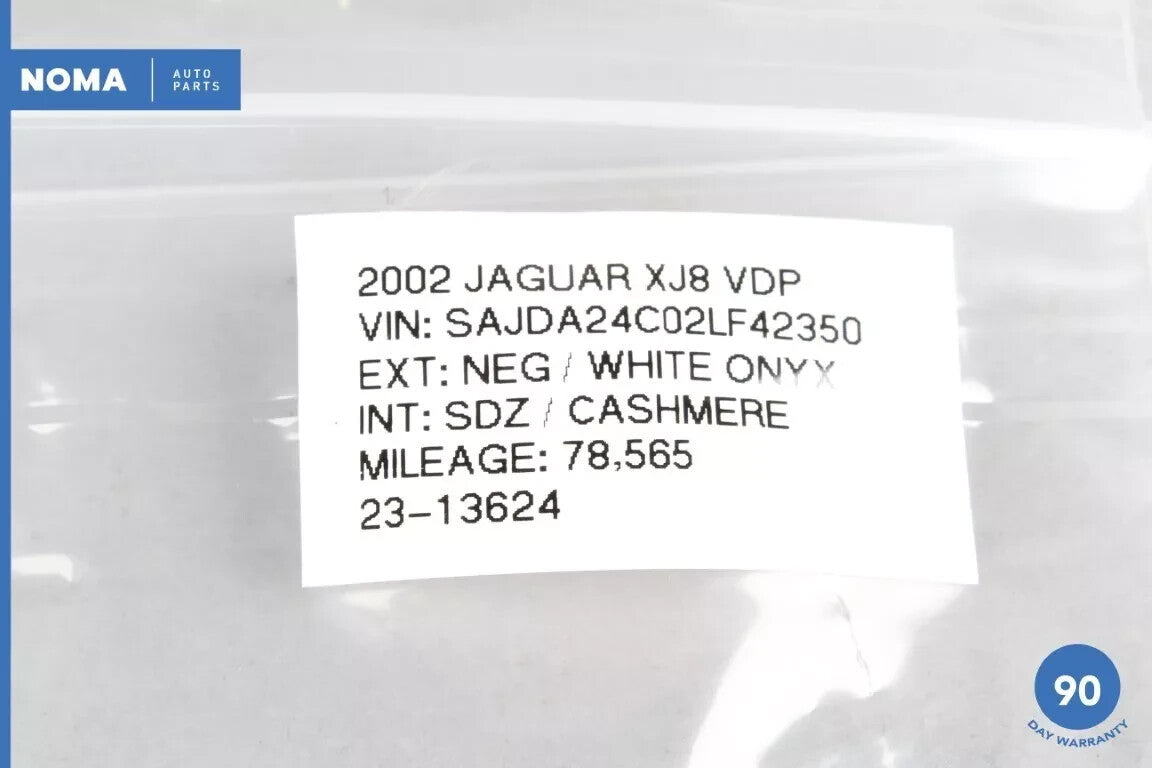 NOMA AUTO PARTS
2002 JAGUAR XJ8 VDP
VIN: SAJDA24C02LF42350
EXT: NEG / WHITE ONYX
INT: SDZ / CASHMERE
MILEAGE: 78,565
23-13624
90
DAY WARRANTY